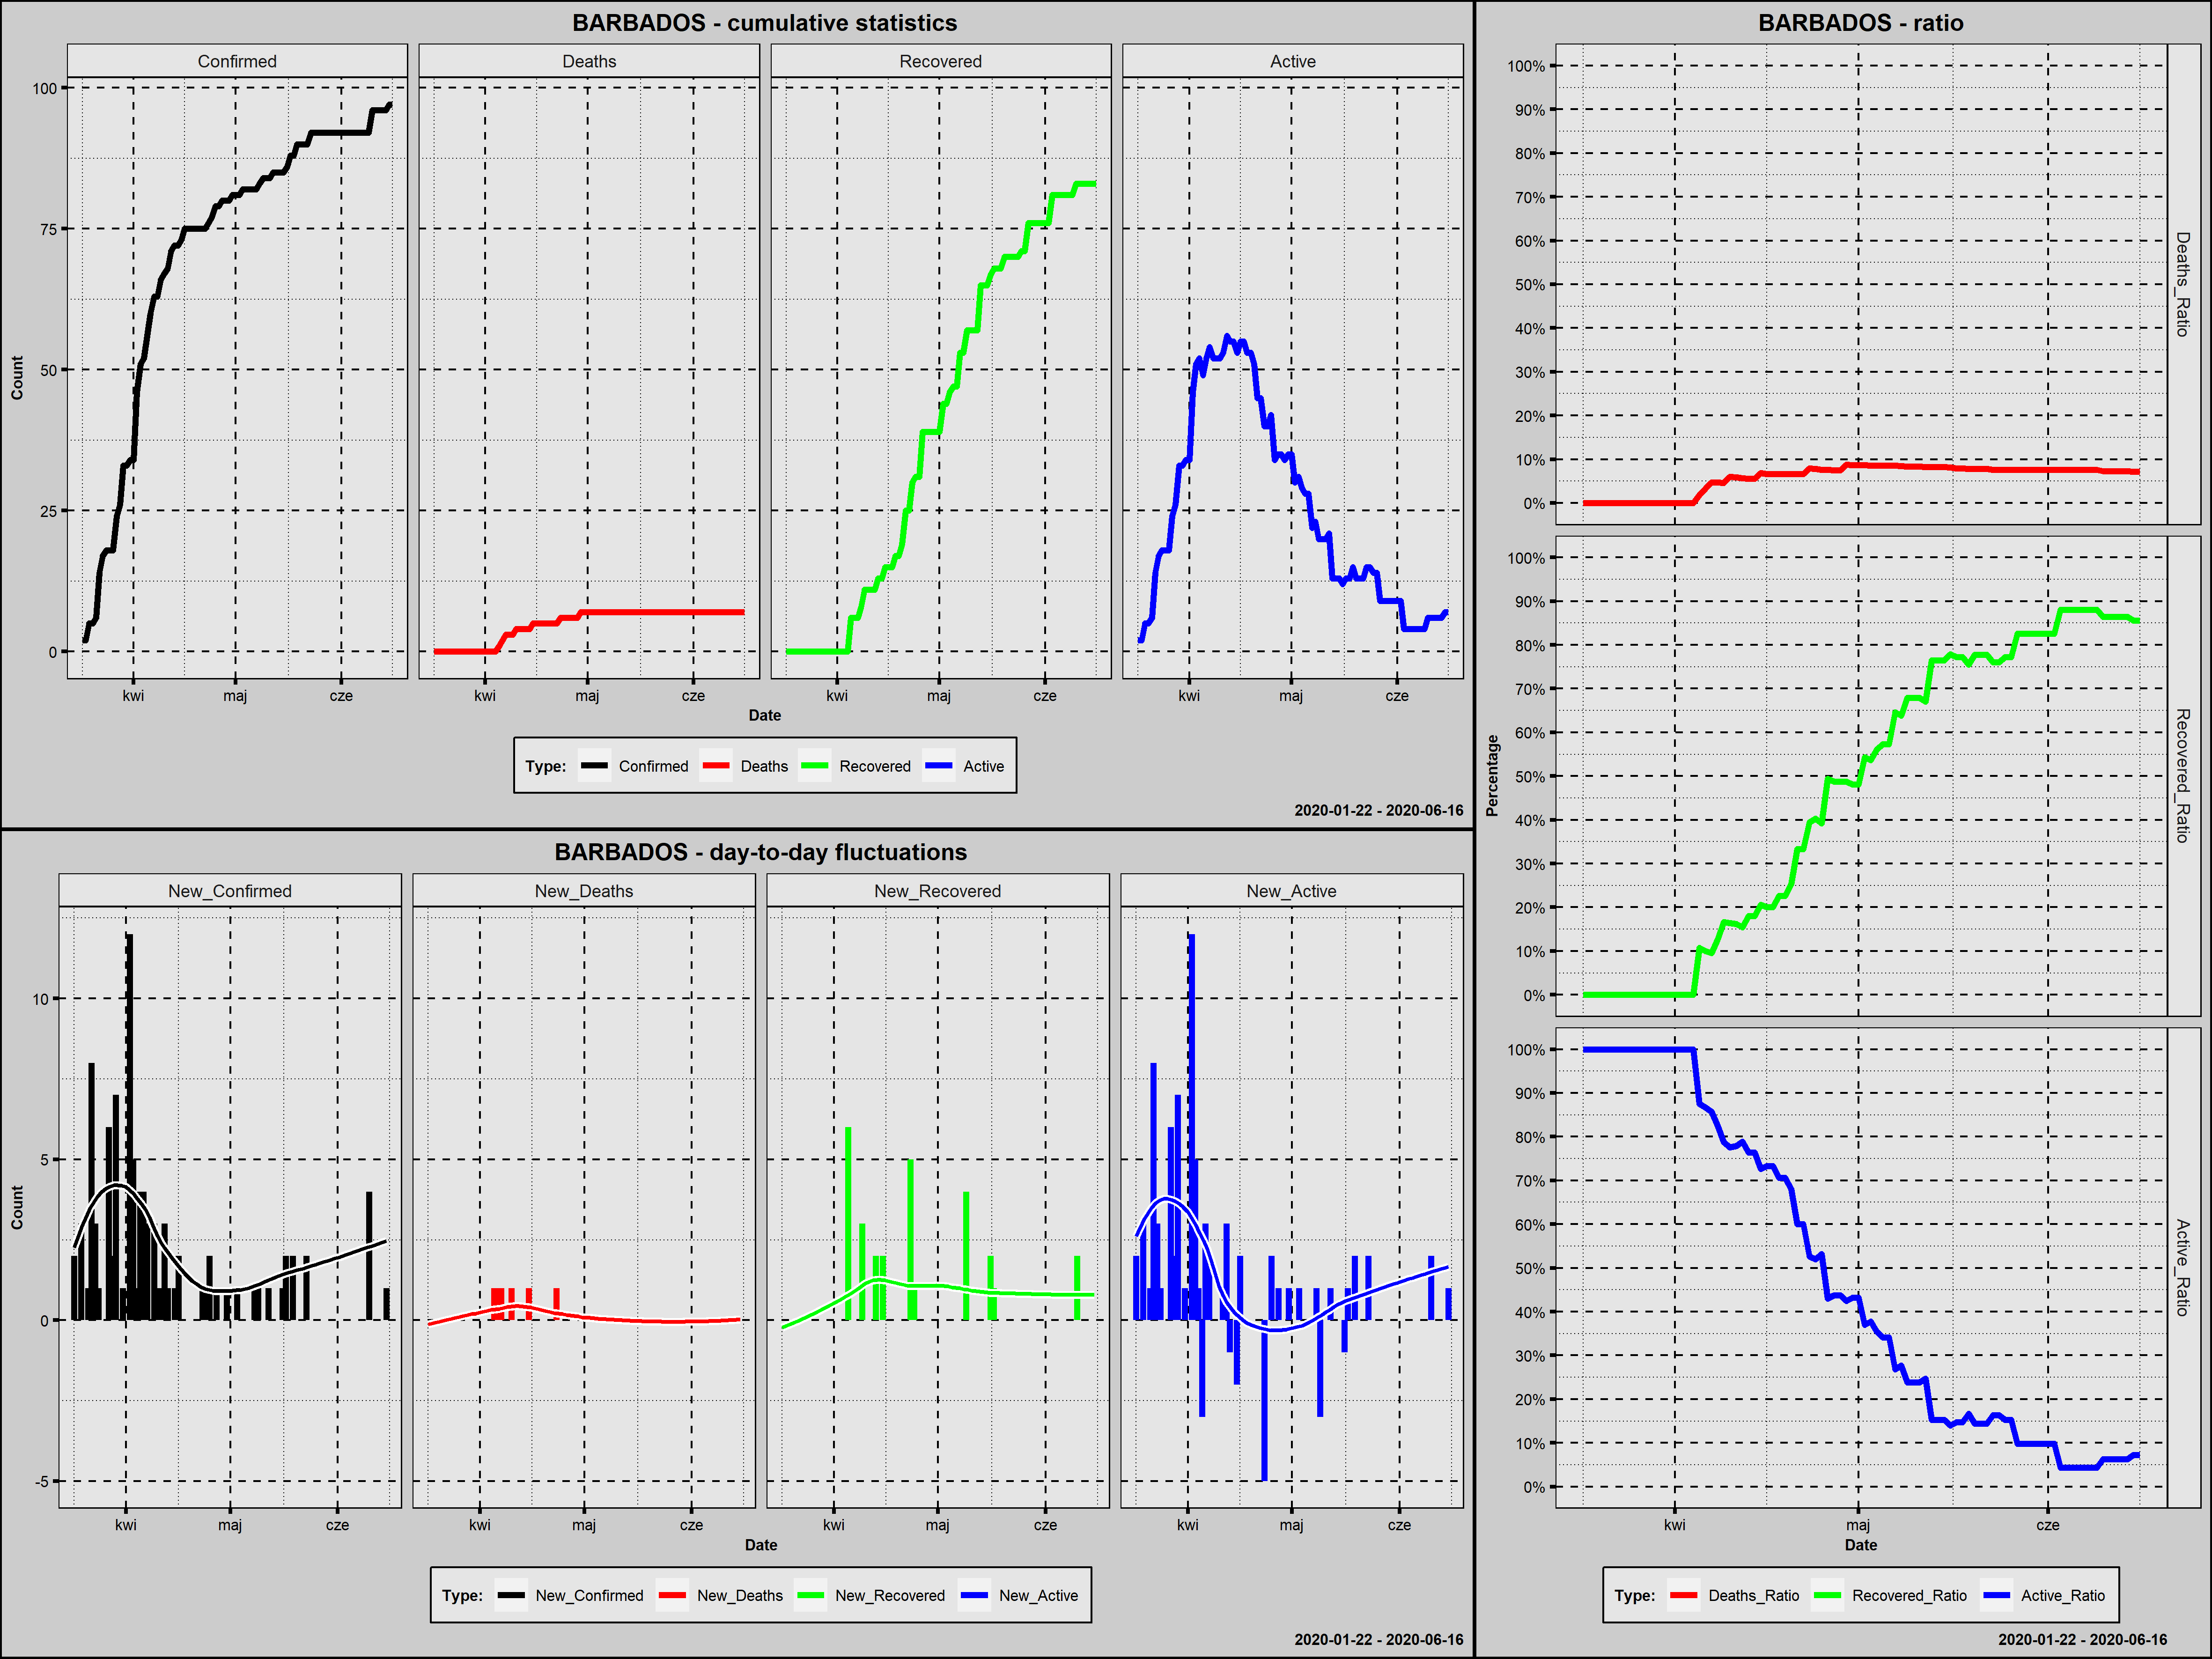 BARBADOS - cumulative statistics
Confirmed Deaths Recovered Active
Count
100
75
50
25
0
kwi maj cze kwi maj cze kwi maj cze kwi maj cze
Date
Type: Confirmed Deaths Recovered Active
2020-01-22 - 2020-06-16
BARBADOS - day-to-day fluctuations
New_Confirmed New_Deaths New_Recovered New_Active
Count
10
5
0
-5
kwi maj cze kwi maj cze kwi maj cze kwi maj cze
Date
Type: New_Confirmed New_Deaths New_Recovered New_Active
2020-01-22 - 2020-06-16
BARBADOS - ratio
Percentage
100%
90%
80%
70%
60%
50%
40%
30%
20%
10%
0%
Deaths_Ratio
100%
90%
80%
70%
60%
50%
40%
30%
20%
10%
0%
Recovered_Ratio
100%
90%
80%
70%
60%
50%
40%
30%
20%
10%
0%
Active_Ratio
kwi maj cze
Date
Type: Deaths_Ratio Recovered_Ratio Active_Ratio
2020-01-22 - 2020-06-16